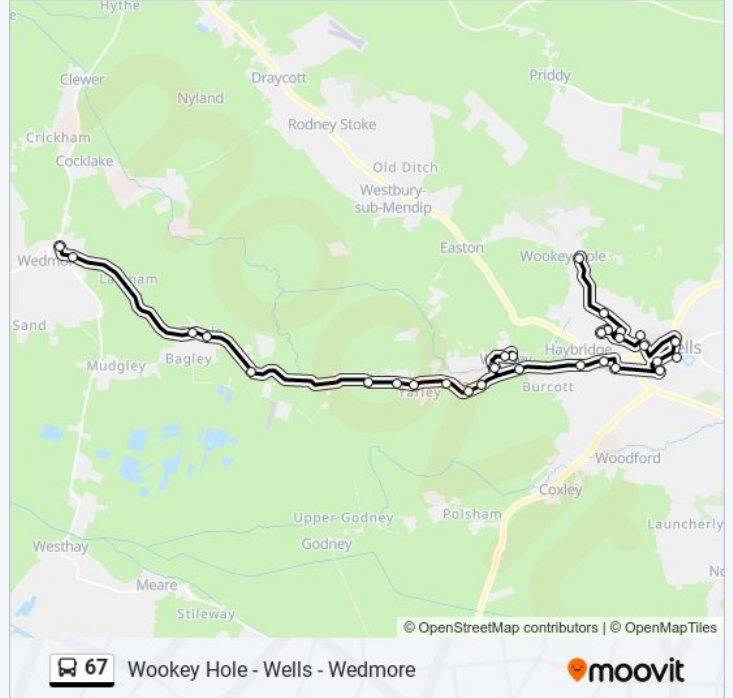 Hythe
Clewer
Draycott
Priddy
Nyland
Rodney Stoke
Crickham
Cocklake
Old Ditch
Westbury-
sub-Mendip
Easton
Wookey Hole
Wedmore
Sand
Bagley
Mudgley
Haybridge
Yarley
Burcott
Woodford
Coxley
Upper Godney
Polsham
Launcherly
Godney
Westhay
Meare
Stileway
© OpenStreetMap contributors | © OpenMapTiles
67 Wookey Hole - Wells - Wedmore
moovit